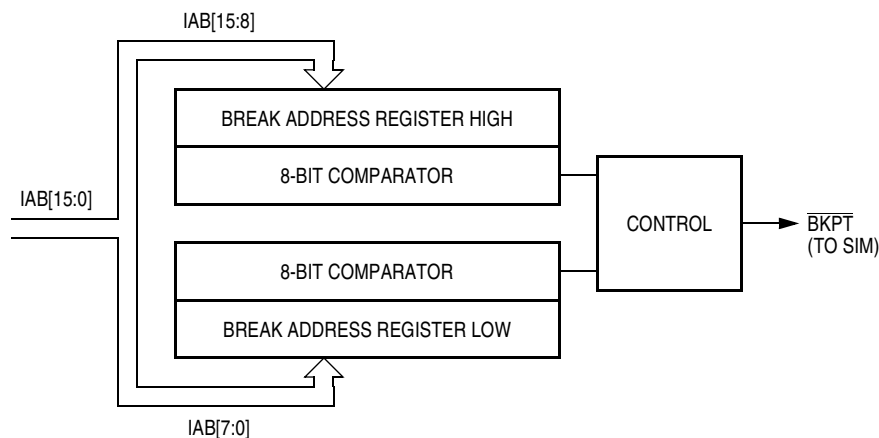 IAB[15:8]
BREAK ADDRESS REGISTER HIGH
8-BIT COMPARATOR
IAB[15:0]
CONTROL
BKPT
(TO SIM)
8-BIT COMPARATOR
BREAK ADDRESS REGISTER LOW
IAB[7:0]